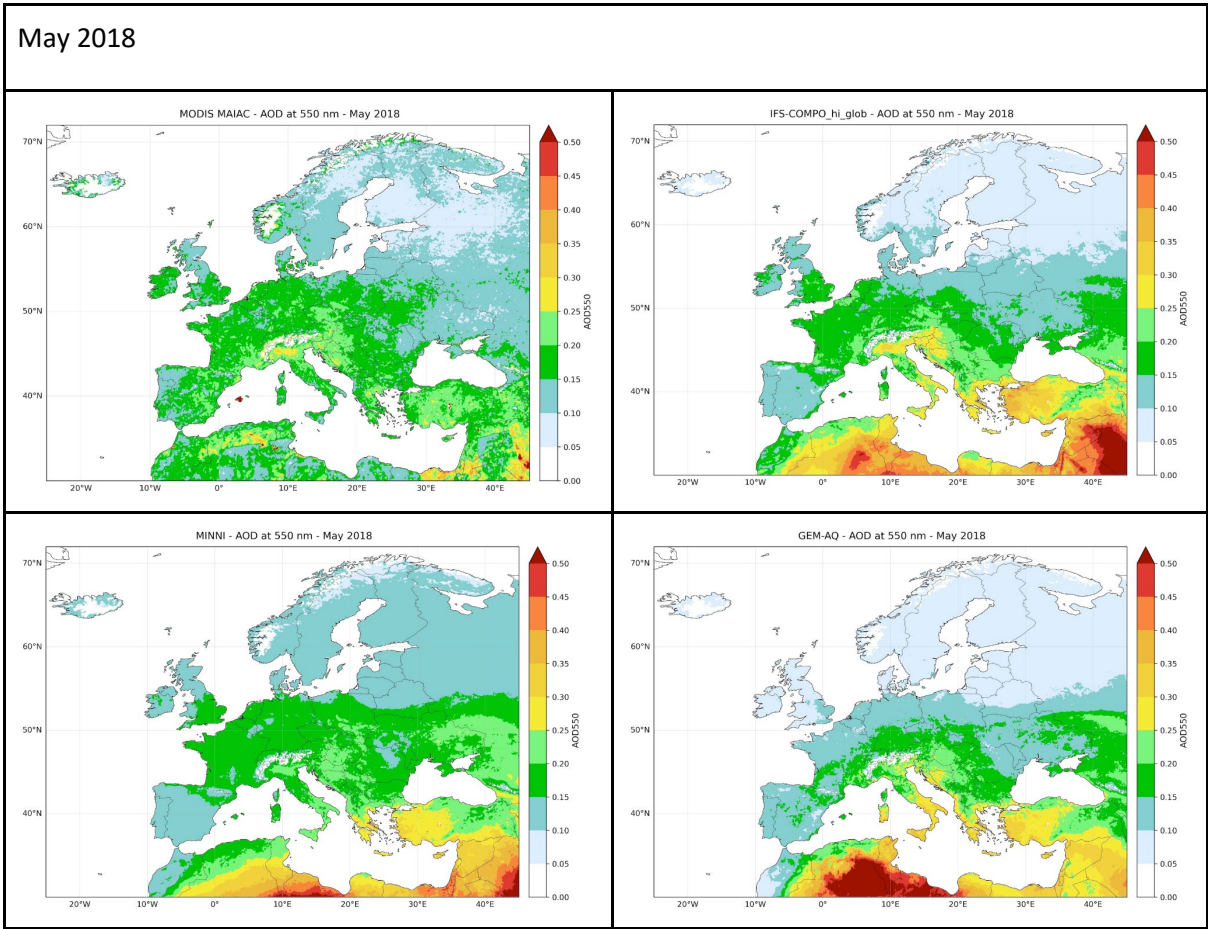 May 2018
MODIS MAIAC - AOD at 550 nm - May 2018
70°N
60°N
50°N
40°N
20°W 10°W 0° 10°E 20°E 30°E 40°E
0.50
0.45
0.40
0.35
0.30
0.25
0.20
0.15
0.10
0.05
0.00
AOD550
IFS-COMPO_hi_glob - AOD at 550 nm - May 2018
70°N
60°N
50°N
40°N
20°W 10°W 0° 10°E 20°E 30°E 40°E
0.50
0.45
0.40
0.35
0.30
0.25
0.20
0.15
0.10
0.05
0.00
AOD550
MINNI - AOD at 550 nm - May 2018
70°N
60°N
50°N
40°N
20°W 10°W 0° 10°E 20°E 30°E 40°E
0.50
0.45
0.40
0.35
0.30
0.25
0.20
0.15
0.10
0.05
0.00
AOD550
GEM-AQ - AOD at 550 nm - May 2018
70°N
60°N
50°N
40°N
20°W 10°W 0° 10°E 20°E 30°E 40°E
0.50
0.45
0.40
0.35
0.30
0.25
0.20
0.15
0.10
0.05
0.00
AOD550